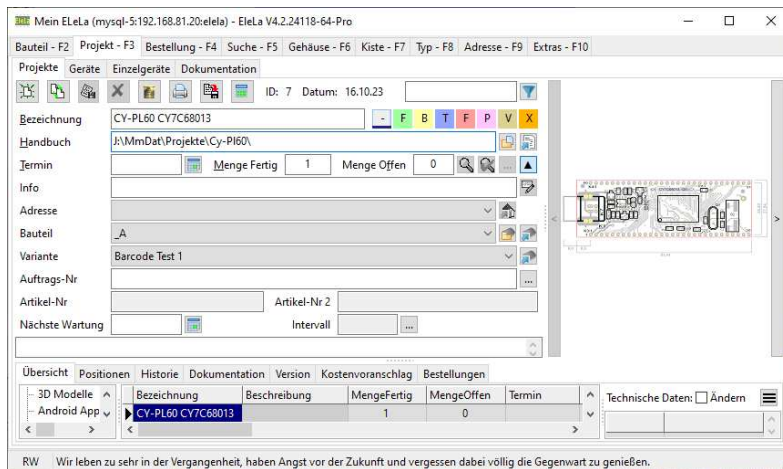 Mein ELeLa (mysql-5:192.168.81.20:elela) - EleLa V4.2.24118-64-Pro
Bauteil - F2 Projekt - F3 Bestellung - F4 Suche - F5 Gehäuse - F6 Kiste - F7 Typ - F8 Adresse - F9 Extras - F10
Projekte Geräte Einzelgeräte Dokumentation
ID: 7 Datum: 16.10.23
Bezeichnung CY-PL60 CY7C68013 - F B T F P V X
Handbuch J:\MmDat\Projekte\Cy-Pl60\
Termin Menge Fertig 1 Menge Offen 0 ...
Info
Adresse
Bauteil _A
Variante Barcode Test 1
Auftrags-Nr ...
Artikel-Nr Artikel-Nr 2
Nächste Wartung Intervall ...
Übersicht Positionen Historie Dokumentation Version Kostenvoranschlag Bestellungen
3D Modelle Bezeichnung Beschreibung MengeFertig MengeOffen Termin Technische Daten: Ändern
Android App CY-PL60 CY7C68013 1 0
RW Wir leben zu sehr in der Vergangenheit, haben Angst vor der Zukunft und vergessen dabei völlig die Gegenwart zu genießen.